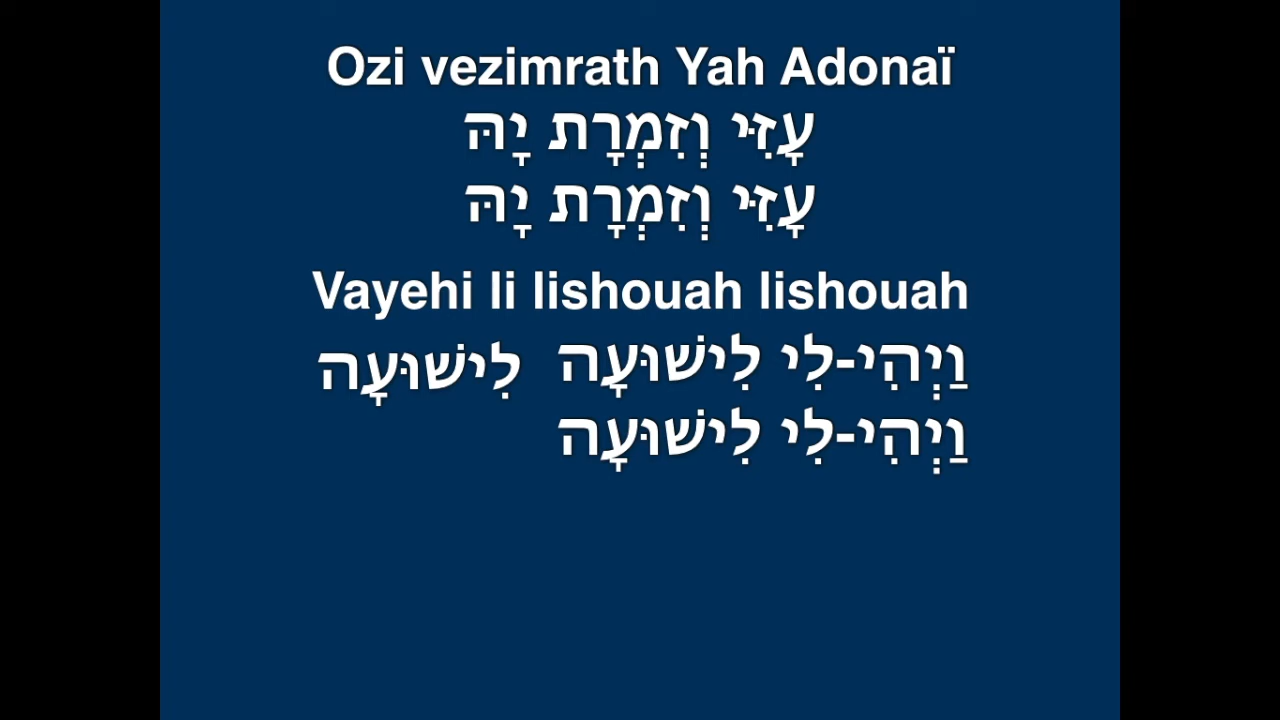 Ozi vezimrath Yah Adonaï
עָזִּי וְזִמְרָת יָהּ
עָזִּי וְזִמְרָת יָהּ
Vayehi li lishouah lishouah
וַיְהִי-לִי לִישׁוּעָה לִישׁוּעָה
וַיְהִי-לִי לִישׁוּעָה